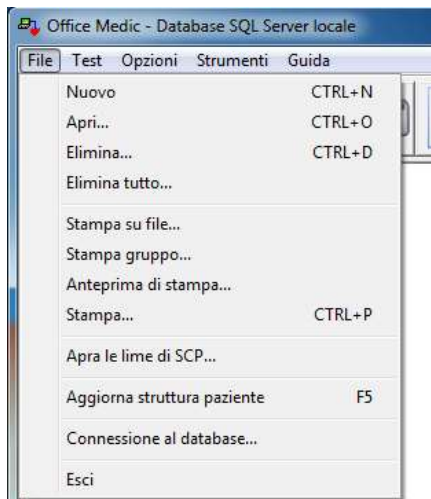 Office Medic - Database SQL Server locale
File Test Opzioni Strumenti Guida
Nuovo CTRL+N
Apri... CTRL+O
Elimina... CTRL+D
Elimina tutto...
Stampa su file...
Stampa gruppo...
Anteprima di stampa...
Stampa... CTRL+P
Apra le lime di SCP...
Aggiorna struttura paziente F5
Connessione al database...
Esci